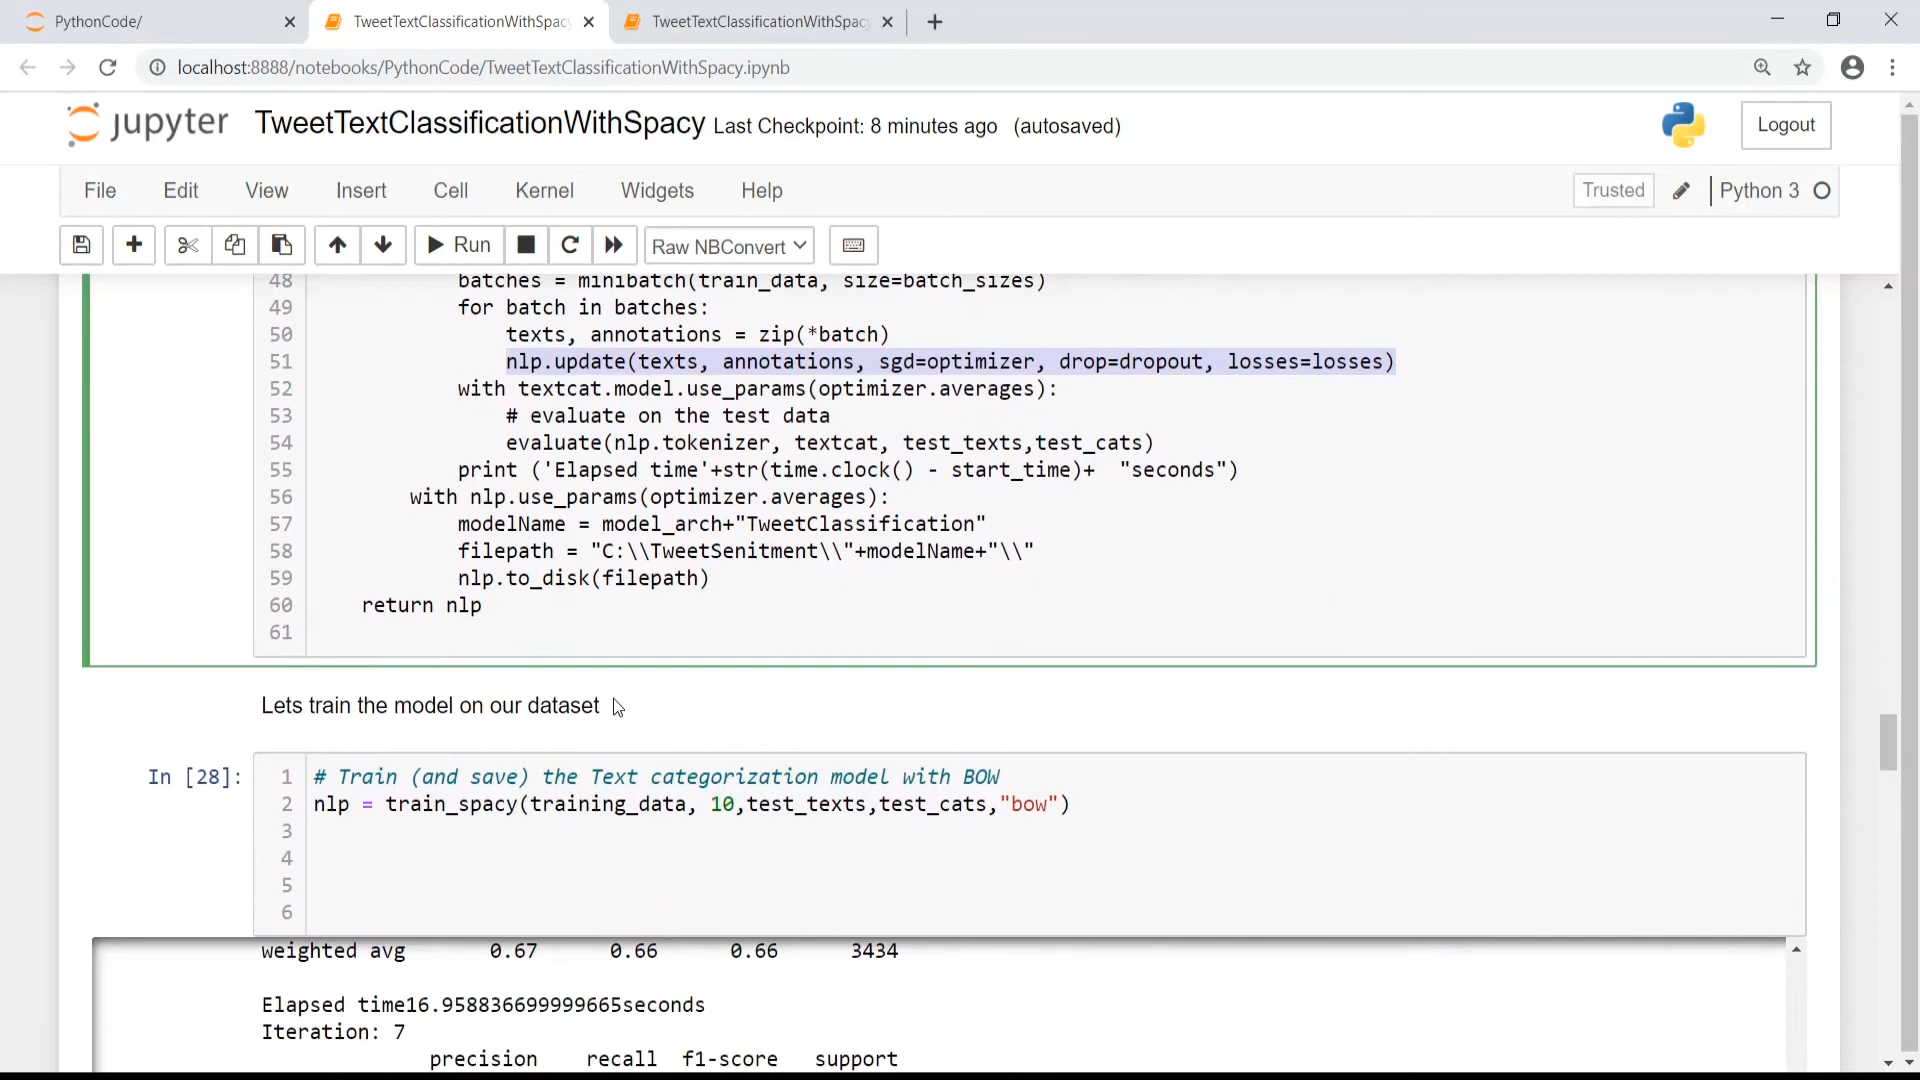 PythonCode/
TweetTextClassificationWithSpac
TweetTextClassificationWithSpacy
localhost:8888/notebooks/PythonCode/TweetTextClassificationWithSpacy.ipynb
jupyter TweetTextClassificationWithSpacy Last Checkpoint: 8 minutes ago (autosaved)
Logout
File Edit View Insert Cell Kernel Widgets Help
Trusted Python 3
Run Raw NBConvert
48 batches = minibatch(train_data, size=batch_sizes)
49 for batch in batches:
50 texts, annotations = zip(*batch)
51 nlp.update(texts, annotations, sgd=optimizer, drop=dropout, losses=losses)
52 with textcat.model.use_params(optimizer.averages):
53 # evaluate on the test data
54 evaluate(nlp.tokenizer, textcat, test_texts,test_cats)
55 print ('Elapsed time'+str(time.clock() - start_time)+ "seconds")
56 with nlp.use_params(optimizer.averages):
57 modelName = model_arch+"TweetClassification"
58 filepath = "C:\\TweetSenitment\\"+modelName+"\\"
59 nlp.to_disk(filepath)
60 return nlp
61
Lets train the model on our dataset
In [28]: 1 # Train (and save) the Text categorization model with BOW
2 nlp = train_spacy(training_data, 10,test_texts,test_cats,"bow")
3
4
5
6
weighted avg 0.67 0.66 0.66 3434
Elapsed time16.958836699999665seconds
Iteration: 7
precision recall f1-score support